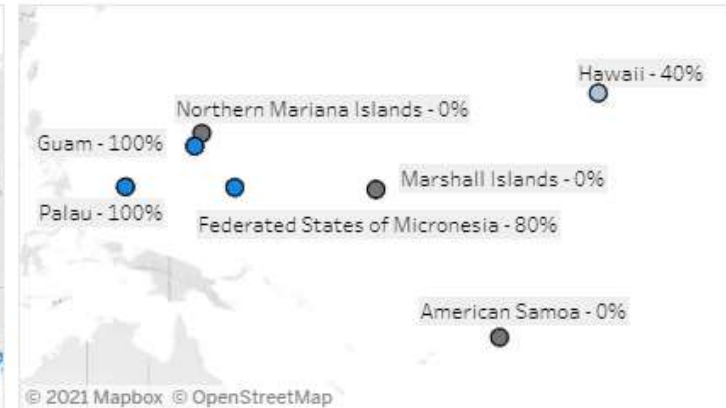 Hawaii - 40%
Northern Mariana Islands - 0%
Guam - 100%
Marshall Islands - 0%
Palau - 100%
Federated States of Micronesia - 80%
American Samoa - 0%
© 2021 Mapbox © OpenStreetMap